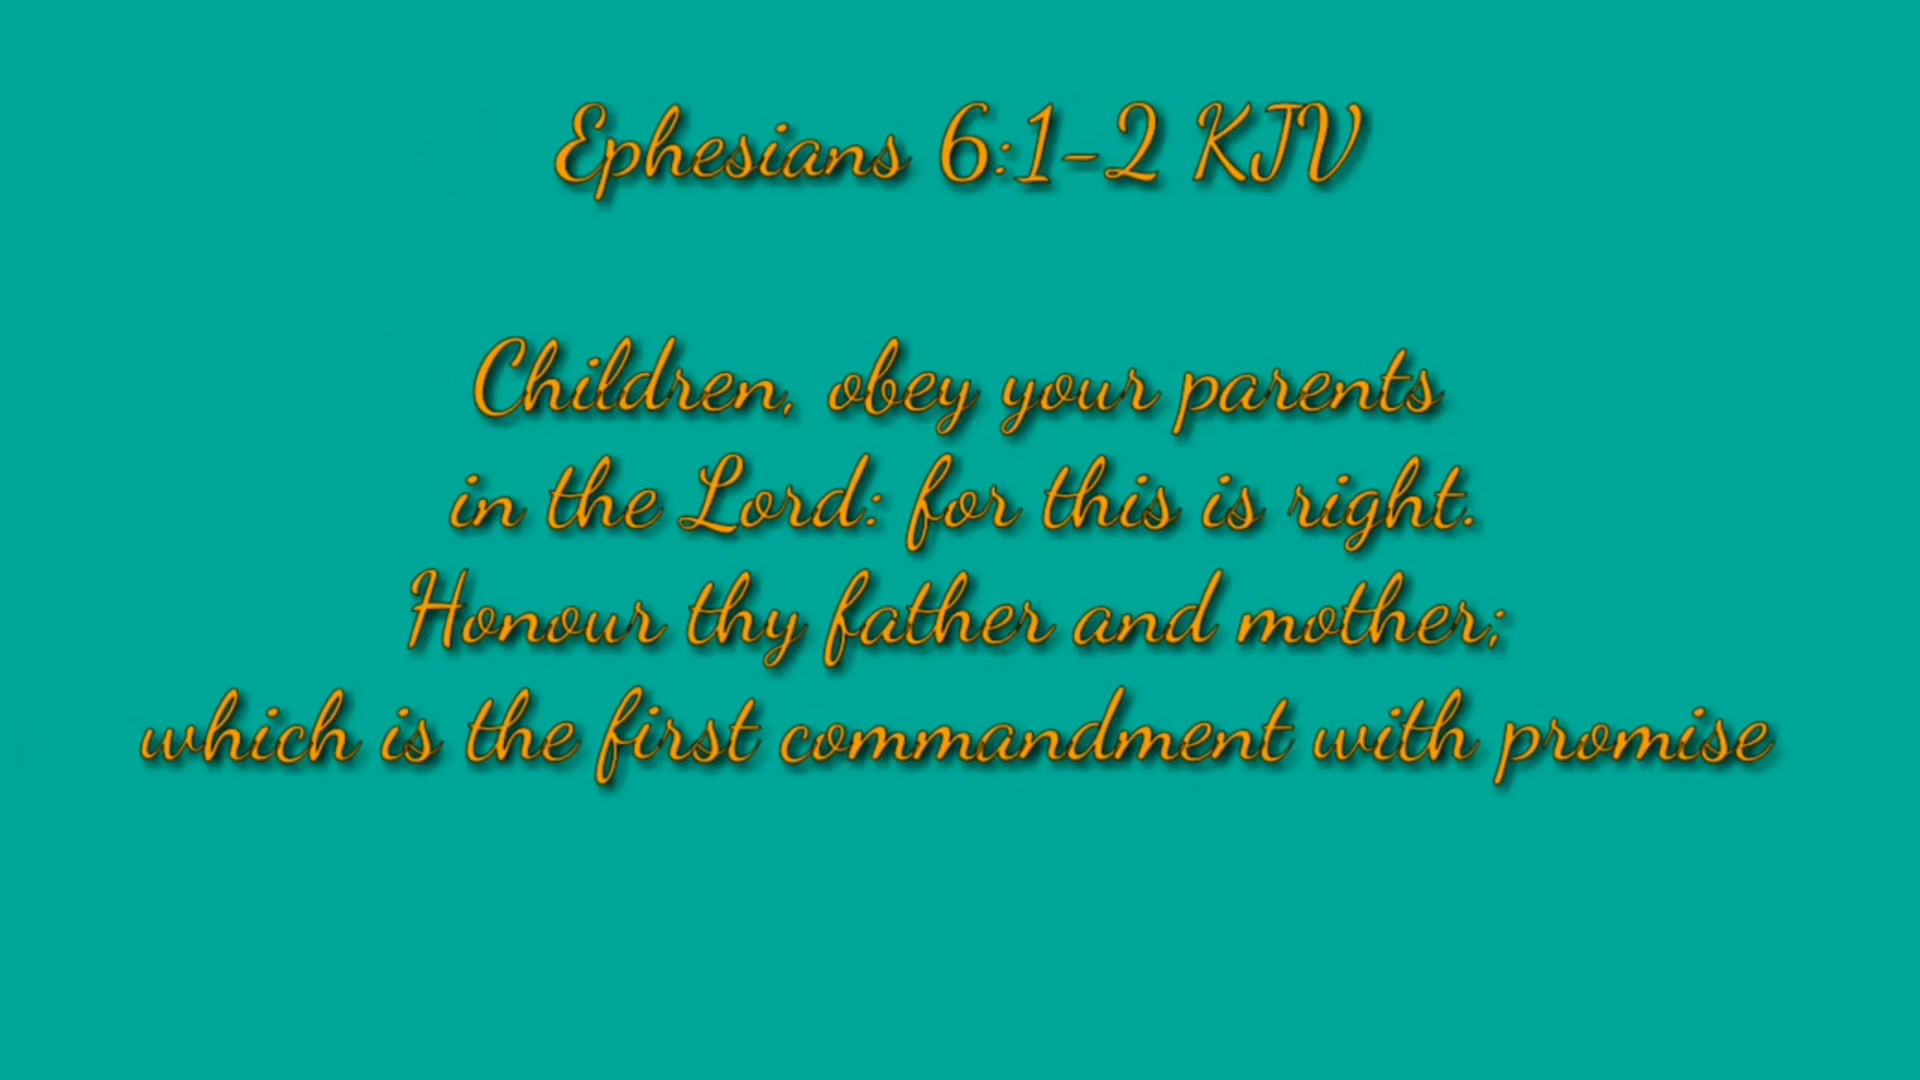 Ephesians 6:1-2 KJV
Children, obey your parents
in the Lord: for this is right.
Honour thy father and mother;
which is the first commandment with promise